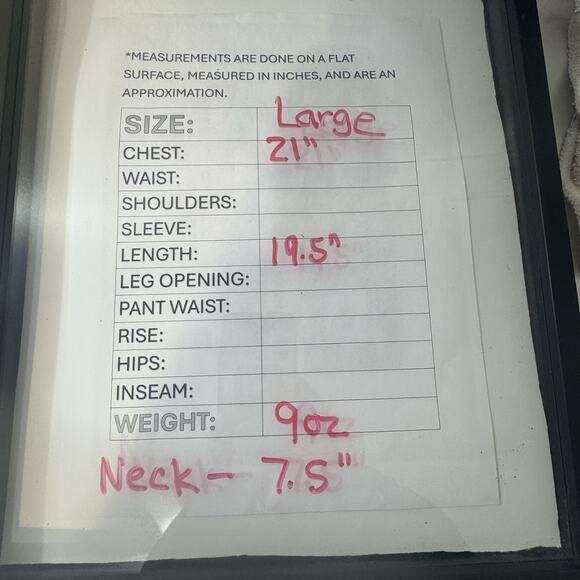 *MEASUREMENTS ARE DONE ON A FLAT
SURFACE, MEASURED IN INCHES, AND ARE AN
APPROXIMATION.
SIZE: Large
CHEST: 21"
WAIST:
SHOULDERS:
SLEEVE:
LENGTH: 19.5"
LEG OPENING:
PANT WAIST:
RISE:
HIPS:
INSEAM:
WEIGHT: 9oz
Neck - 7.5"